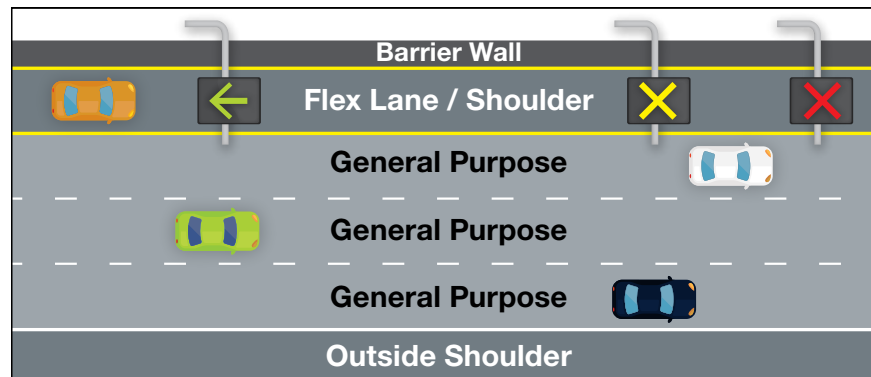 Barrier Wall
Flex Lane / Shoulder
General Purpose
General Purpose
General Purpose
Outside Shoulder